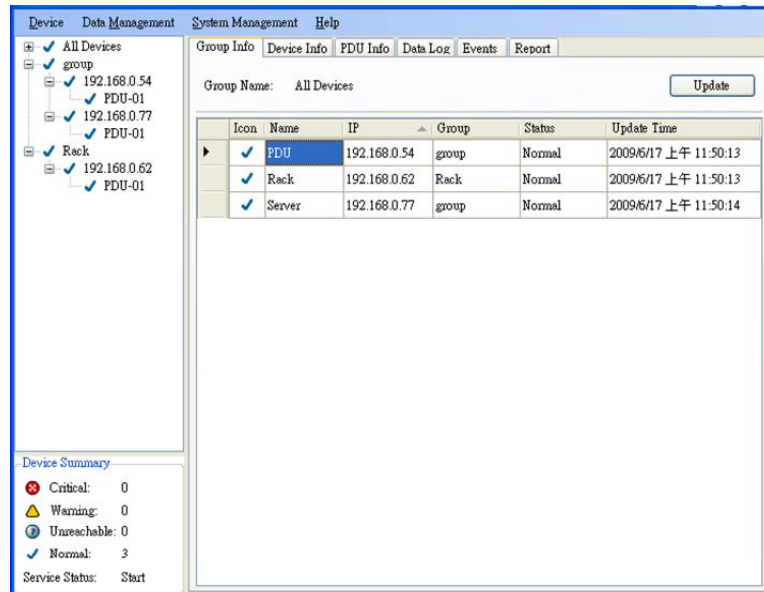 Device Data Management System Management Help
All Devices
group
192.168.0.54
PDU-01
192.168.0.77
PDU-01
Rack
192.168.0.62
PDU-01
Device Summary
Critical: 0
Warning: 0
Unreachable: 0
Normal: 3
Service Status: Start
Group Info Device Info PDU Info Data Log Events Report
Group Name: All Devices Update
Icon Name IP Group Status Update Time
PDU 192.168.0.54 group Normal 2009/6/17 上午 11:50:13
Rack 192.168.0.62 Rack Normal 2009/6/17 上午 11:50:13
Server 192.168.0.77 group Normal 2009/6/17 上午 11:50:14